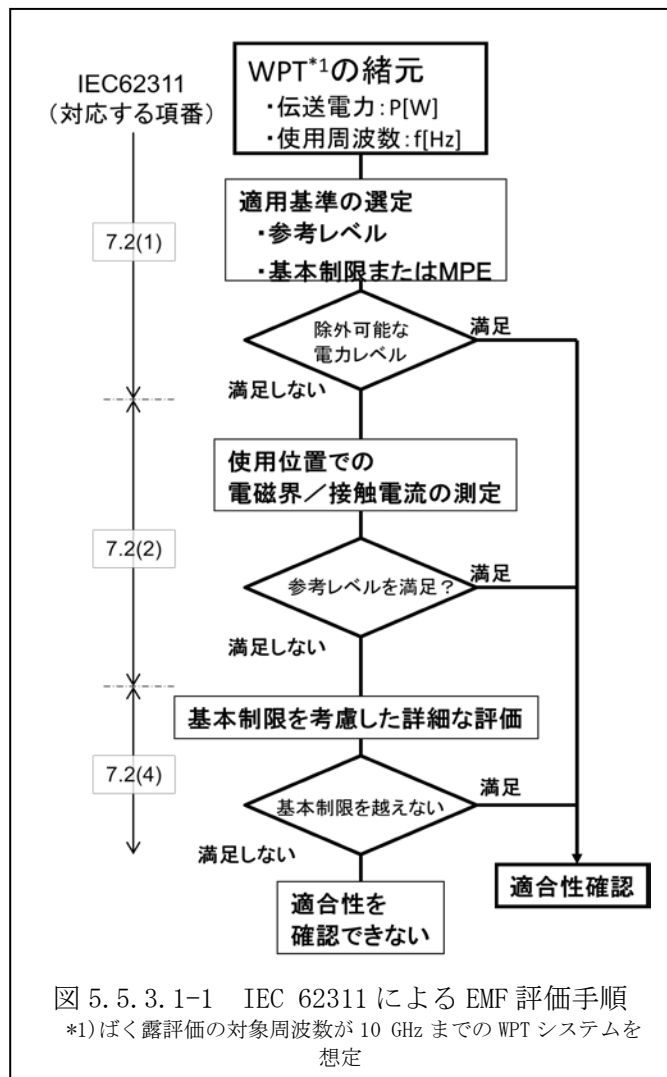 IEC62311
（対応する項番）
WPT*1の緒元
・伝送電力：P[W]
・使用周波数：f[Hz]
適用基準の選定
・参考レベル
・基本制限またはMPE
7.2(1)
除外可能な
電力レベル
満足
満足しない
使用位置での
電磁界／接触電流の測定
7.2(2)
参考レベルを満足？
満足
満足しない
基本制限を考慮した詳細な評価
7.2(4)
基本制限を越えない
満足
満足しない
適合性を
確認できない
適合性確認
図 5.5.3.1-1 IEC 62311 による EMF 評価手順
*1)ばく露評価の対象周波数が 10 GHz までの WPT システムを
想定